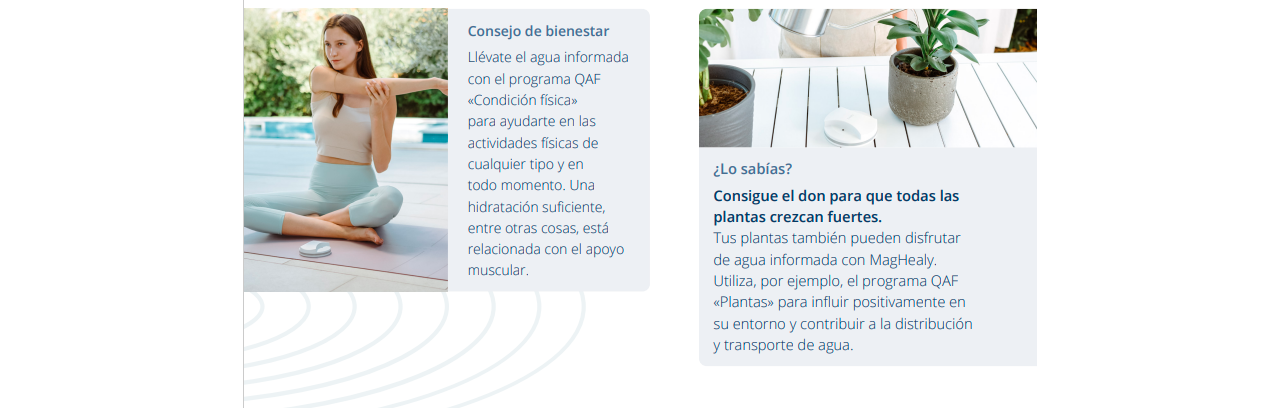 Consejo de bienestar
Llévate el agua informada
con el programa QAF
«Condición física»
para ayudarte en las
actividades físicas de
cualquier tipo y en
todo momento. Una
hidratación suficiente,
entre otras cosas, está
relacionada con el apoyo
muscular.
¿Lo sabías?
Consigue el don para que todas las
plantas crezcan fuertes.
Tus plantas también pueden disfrutar
de agua informada con MagHealy.
Utiliza, por ejemplo, el programa QAF
«Plantas» para influir positivamente en
su entorno y contribuir a la distribución
y transporte de agua.